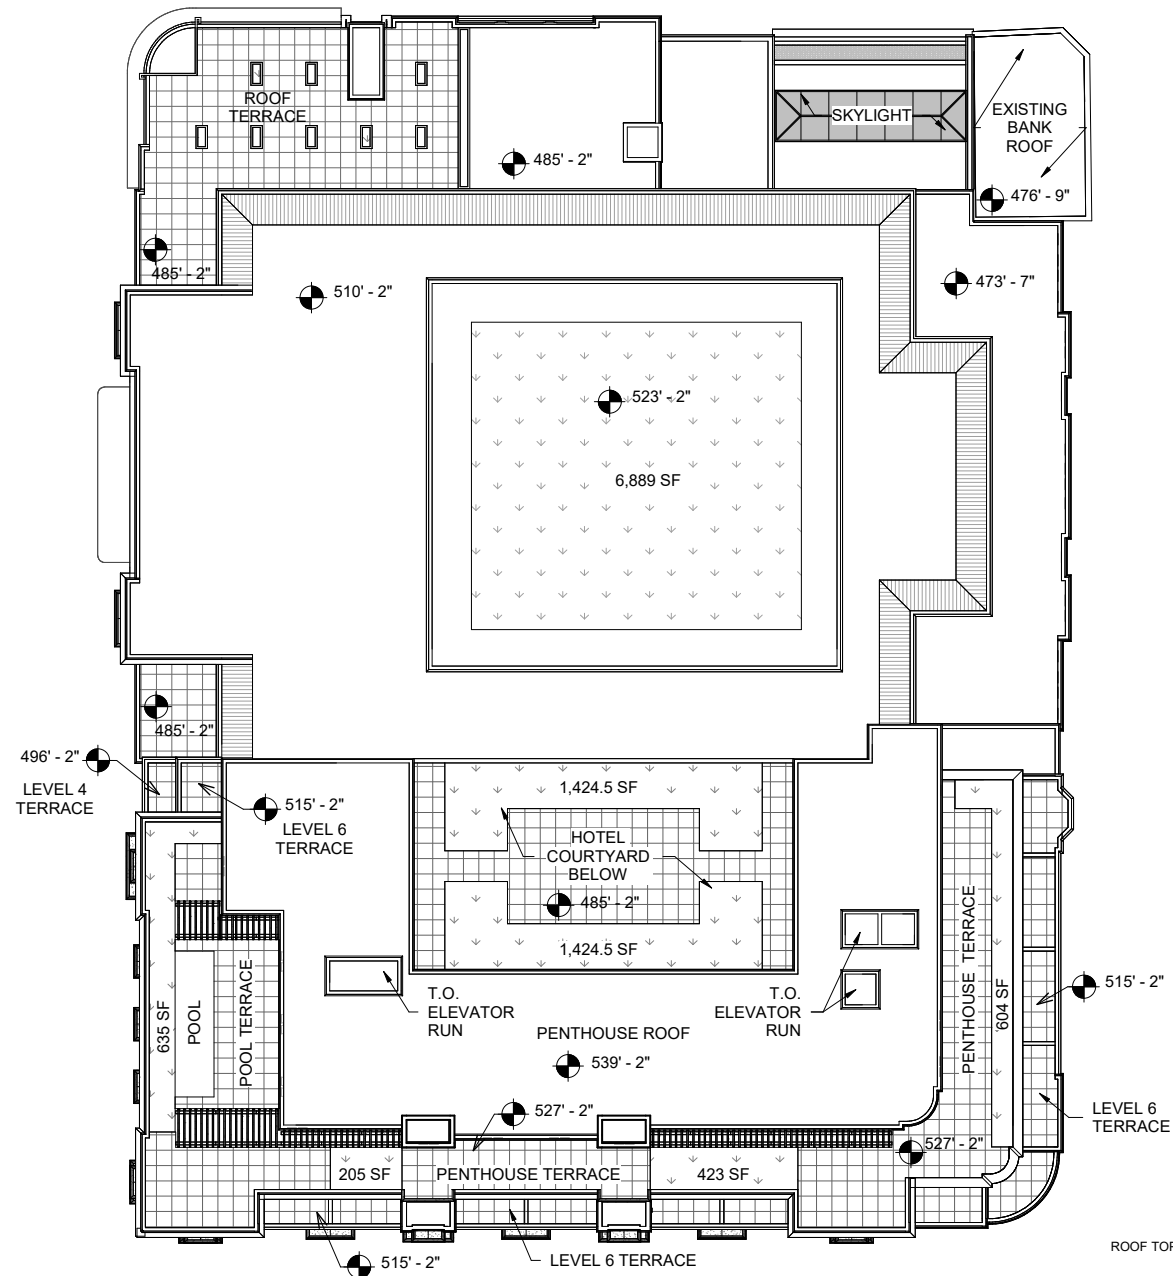 ROOF
TERRACE
485' - 2"
SKYLIGHT
EXISTING
BANK
ROOF
476' - 9"
485' - 2"
510' - 2"
473' - 7"
523' - 2"
6,889 SF
485' - 2"
496' - 2"
LEVEL 4
TERRACE
515' - 2"
LEVEL 6
TERRACE
1,424.5 SF
HOTEL
COURTYARD
BELOW
485' - 2"
1,424.5 SF
635 SF
POOL
POOL TERRACE
T.O.
ELEVATOR
RUN
T.O.
ELEVATOR
RUN
PENTHOUSE ROOF
539' - 2"
PENTHOUSE TERRACE
604 SF
515' - 2"
LEVEL 6
TERRACE
527' - 2"
527' - 2"
205 SF
PENTHOUSE TERRACE
423 SF
515' - 2"
LEVEL 6 TERRACE
ROOF TOP